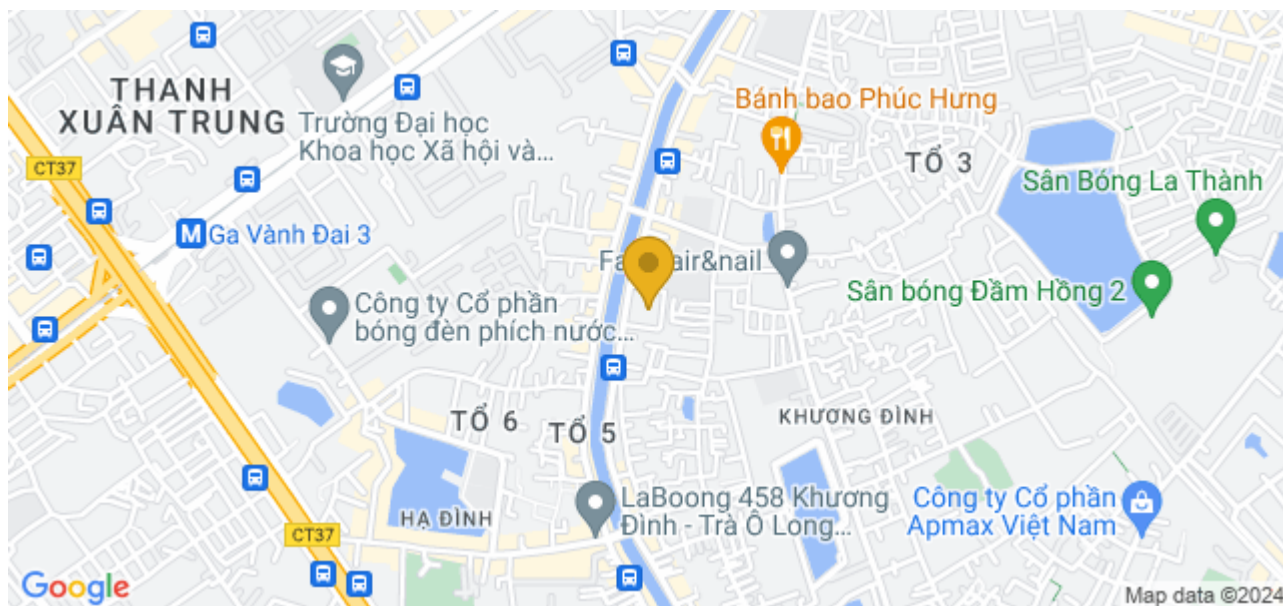 THANH
XUÂN TRUNG
Trường Đại học
Khoa học Xã hội và...
Bánh bao Phúc Hưng
TỔ 3
CT37
Sân Bóng La Thành
Ga Vành Đai 3
air&nail
Sân bóng Đầm Hồng 2
Công ty Cổ phần
bóng đèn phích nước...
TỔ 6
TỔ 5
KHƯƠNG ĐÌNH
LaBoong 458 Khương
Đình - Trà Ô Long...
Công ty Cổ phần
Apmax Việt Nam
HẠ ĐÌNH
CT37
Google
Map data ©2024